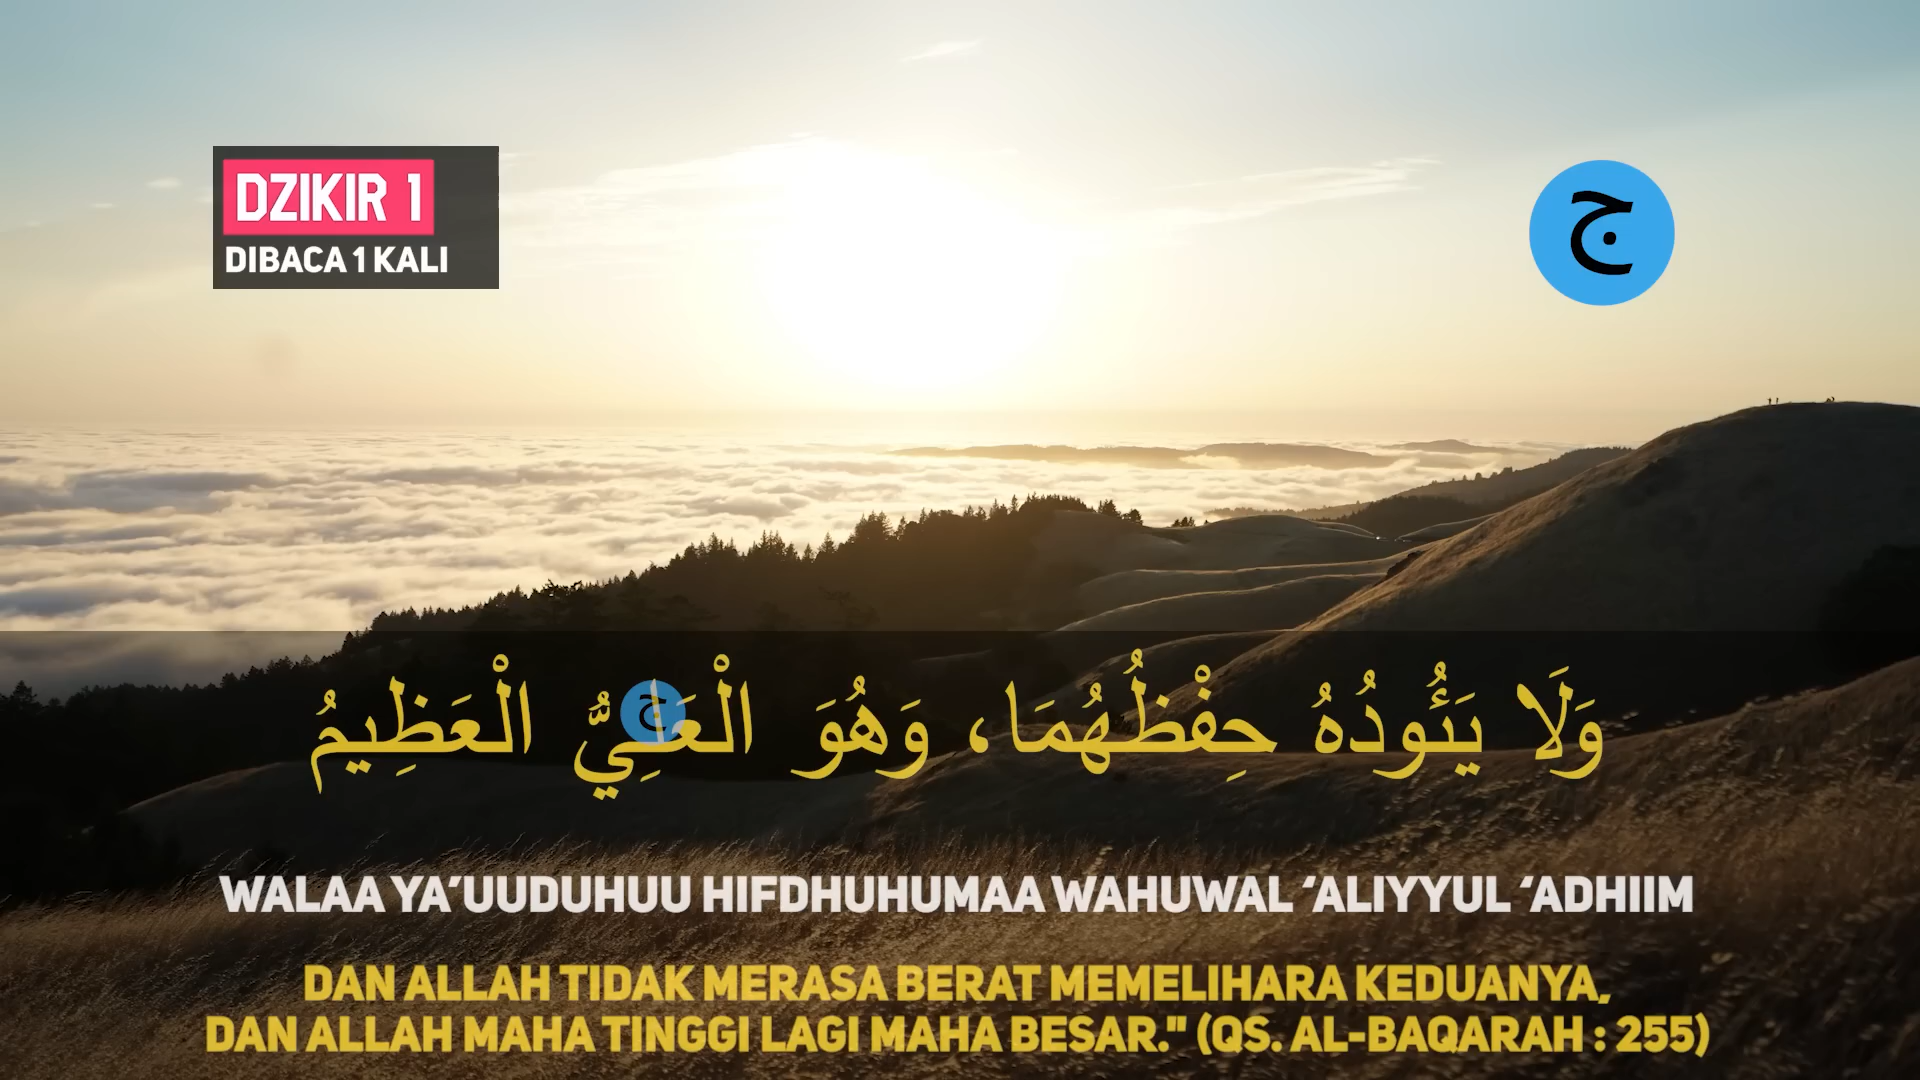 DZIKIR 1
DIBACA 1 KALI
ج
وَلَا يَئُودُهُ حِفْظُهُمَا، وَهُوَ الْعَلِيُّ الْعَظِيمُ
ج
WALAA YA'UUDUHUU HIFDHUHUMAA WAHUWAL ‘ALIYYUL ‘ADHIIM
DAN ALLAH TIDAK MERASA BERAT MEMELIHARA KEDUANYA,
DAN ALLAH MAHA TINGGI LAGI MAHA BESAR." (QS. AL-BAQARAH : 255)